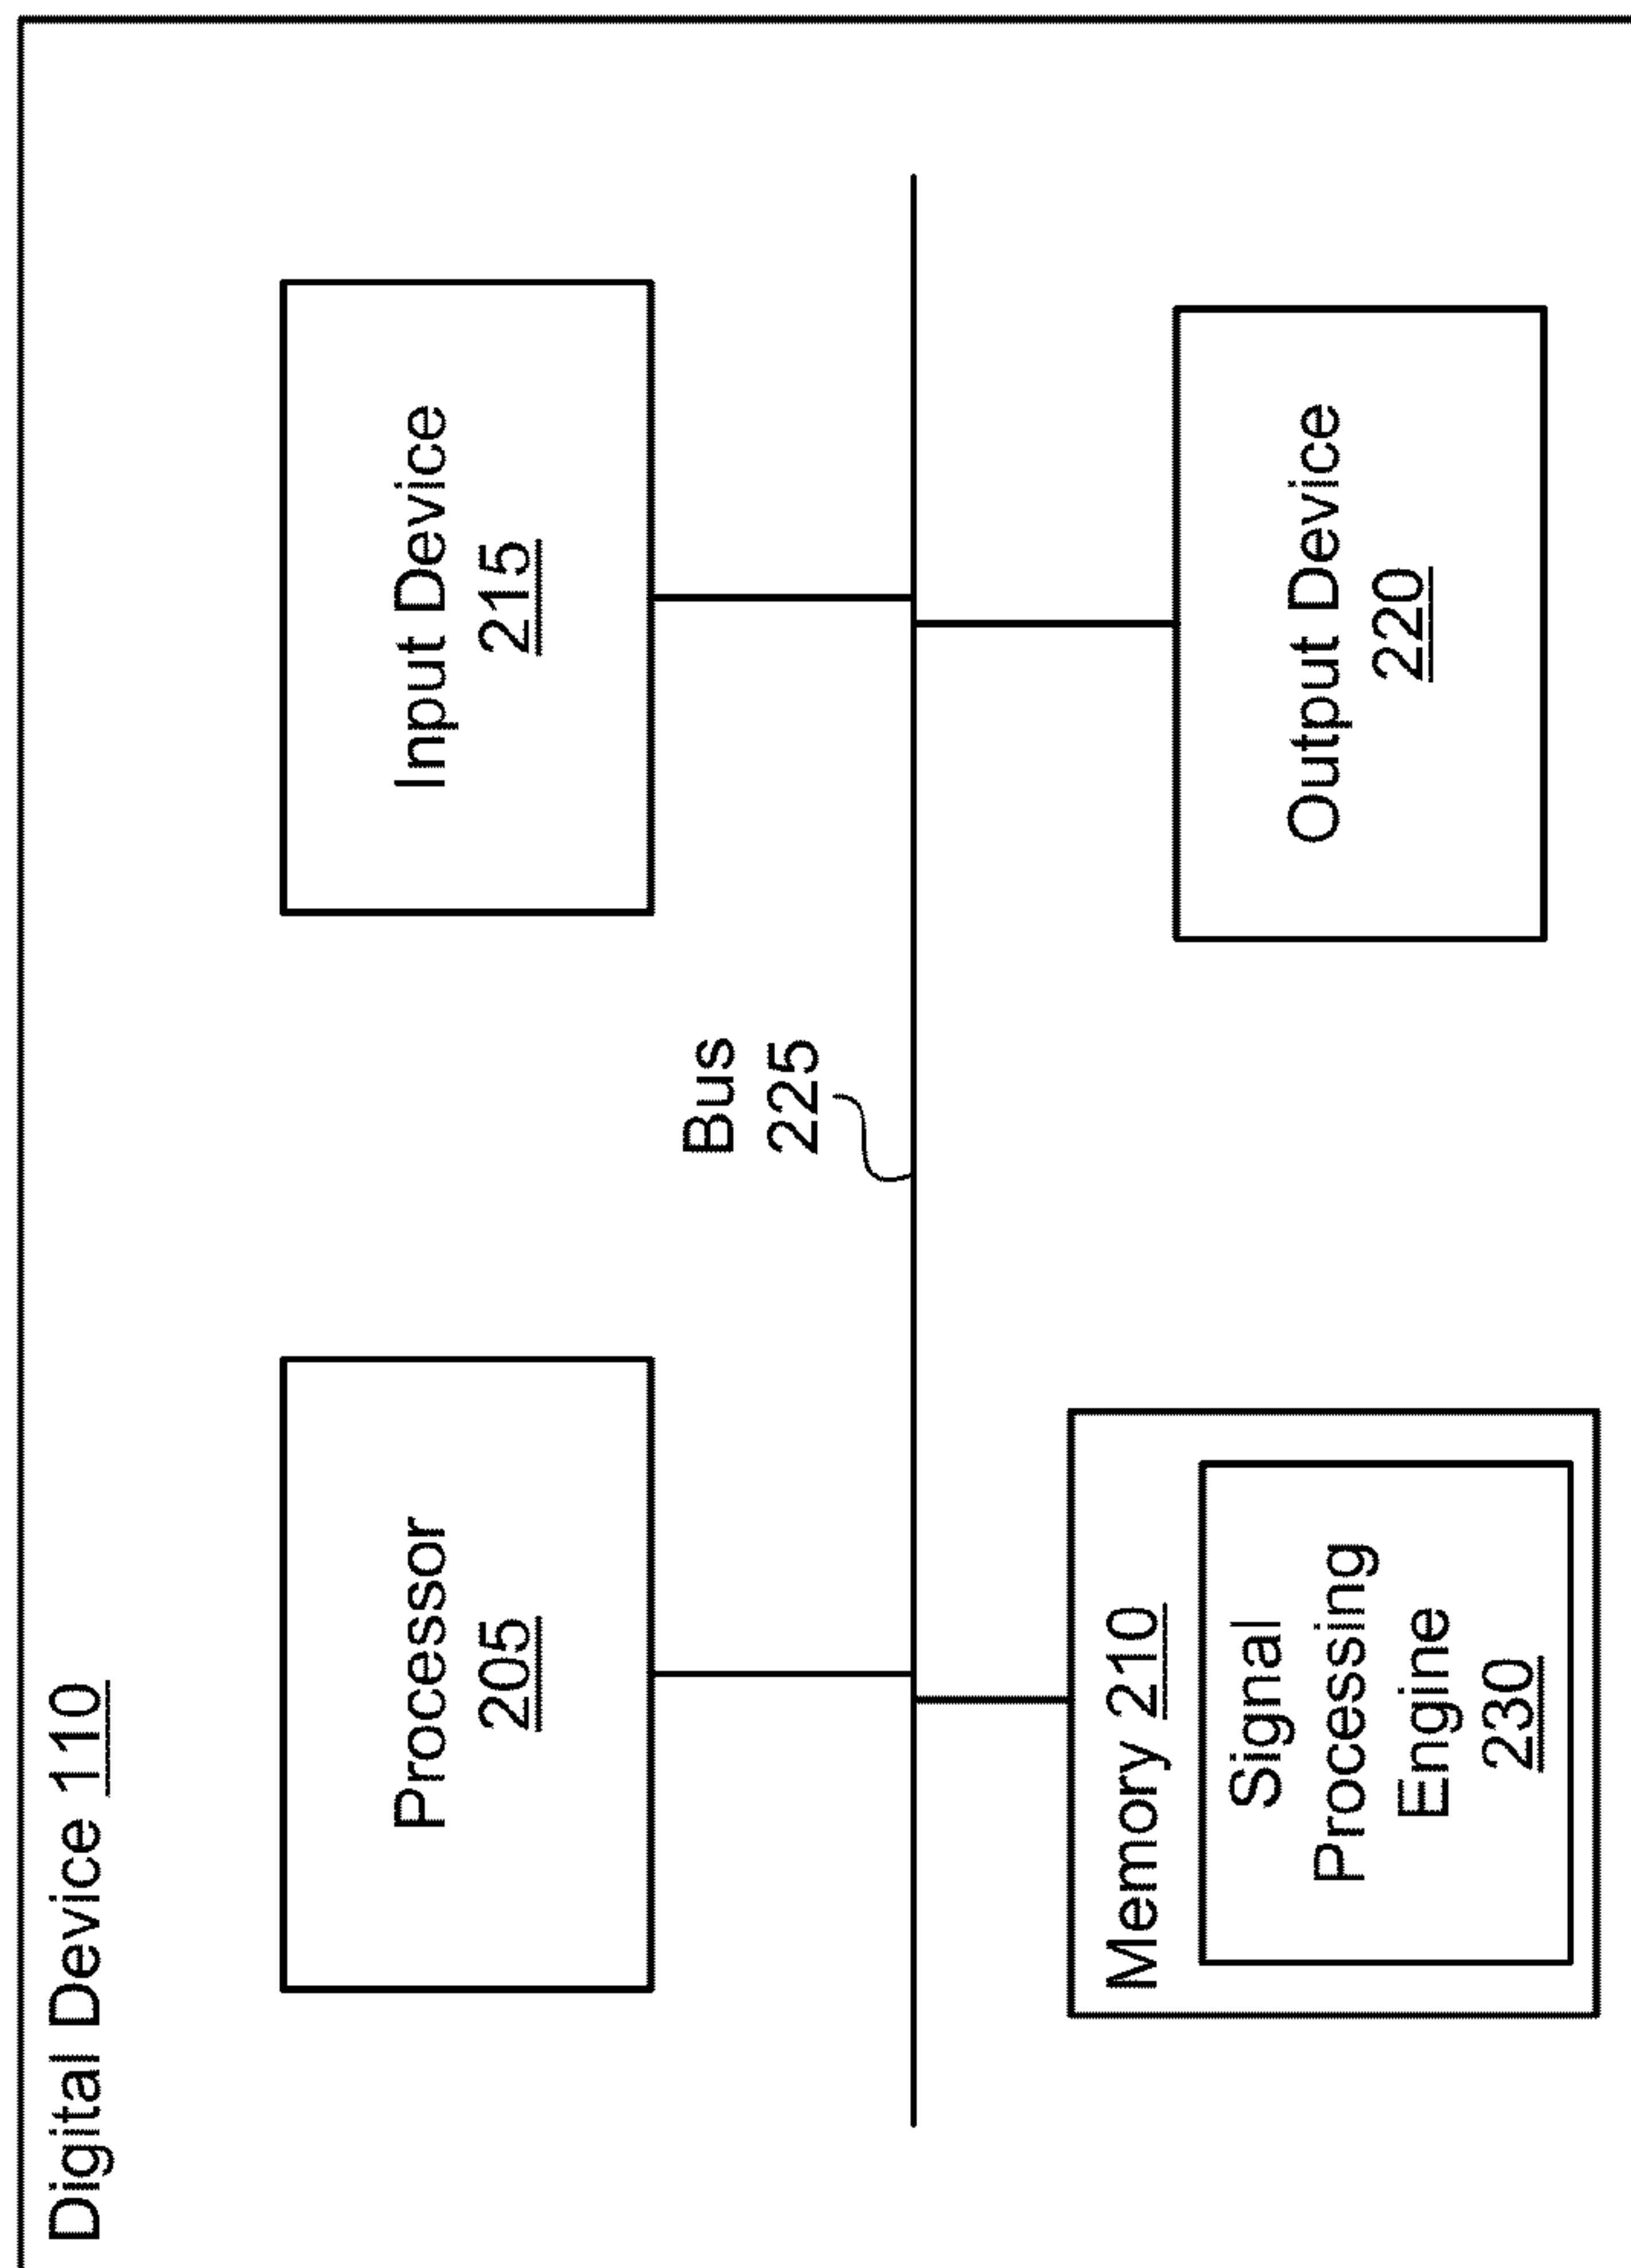 Digital Device 110
Processor
205
Input Device
215
Bus
225
Memory 210
Signal
Processing
Engine
230
Output Device
220